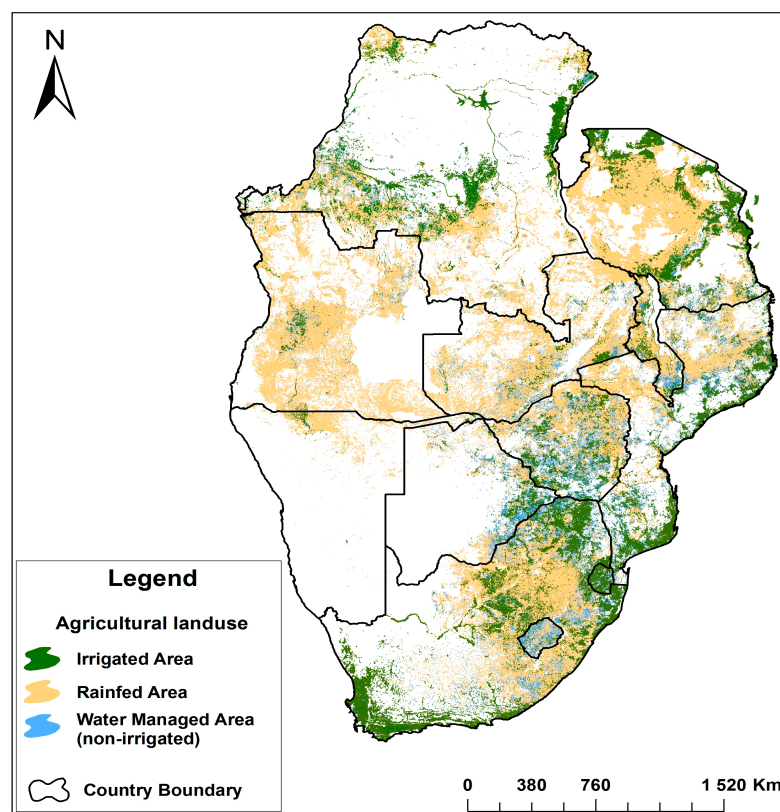 N
Legend
Agricultural landuse
Irrigated Area
Rainfed Area
Water Managed Area
(non-irrigated)
Country Boundary
0 380 760 1 520 Km